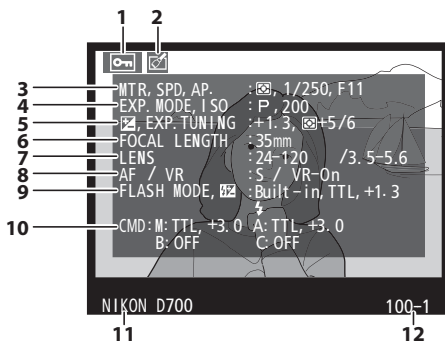 1 2
3 MTR, SPD, AP. : 1/250, F11
4 EXP. MODE, ISO : P, 200
5 , EXP. TUNING : +1. 3, +5/6
6 FOCAL LENGTH : 35mm
7 LENS : 24-120 /3. 5-5. 6
8 AF / VR : S / VR-On
9 FLASH MODE, : Built-in, TTL, +1. 3
10 CMD: M: TTL, +3. 0 A: TTL, +3. 0
B: OFF C: OFF
NIKON D700 100-1
11 12